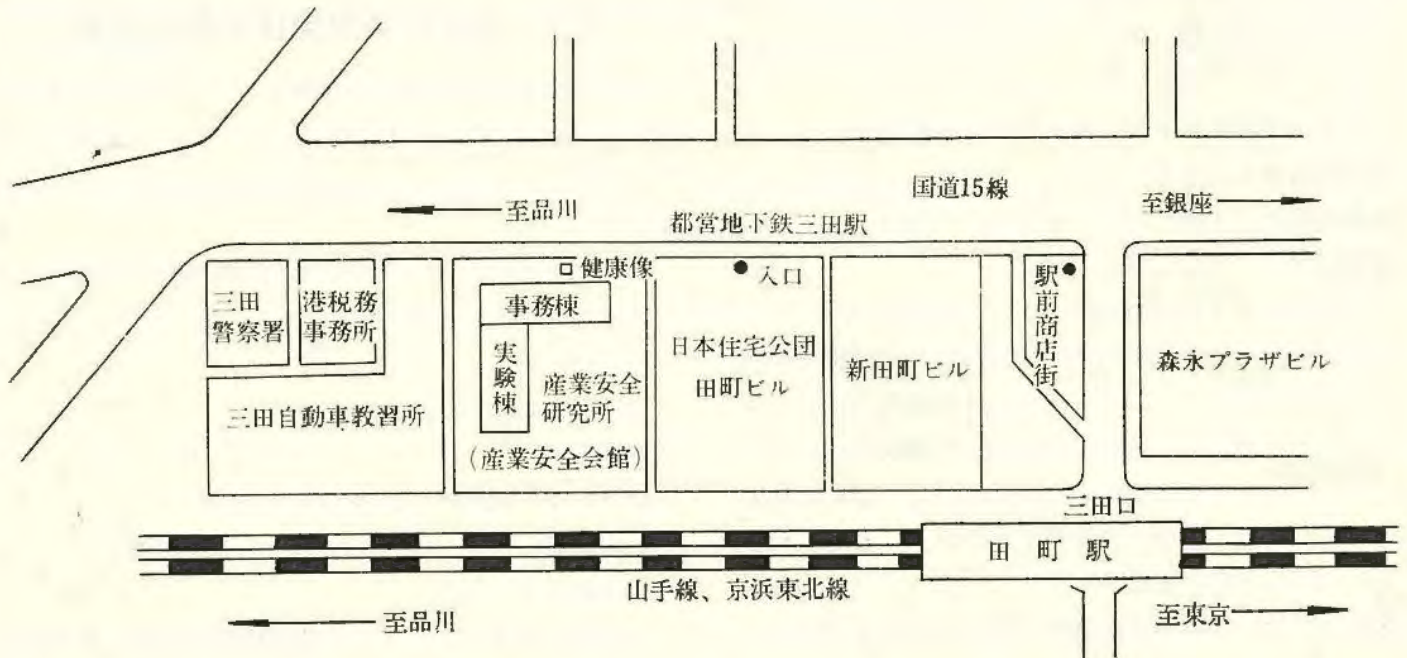 国道15線
至品川
至銀座
都営地下鉄三田駅
三田
警察署
港税務
事務所
健康像
事務棟
実験棟
産業安全
研究所
(産業安全会館)
入口
日本住宅公団
田町ビル
新田町ビル
駅前商店街
森永プラザビル
三田自動車教習所
三田口
田町駅
山手線、京浜東北線
至品川
至東京